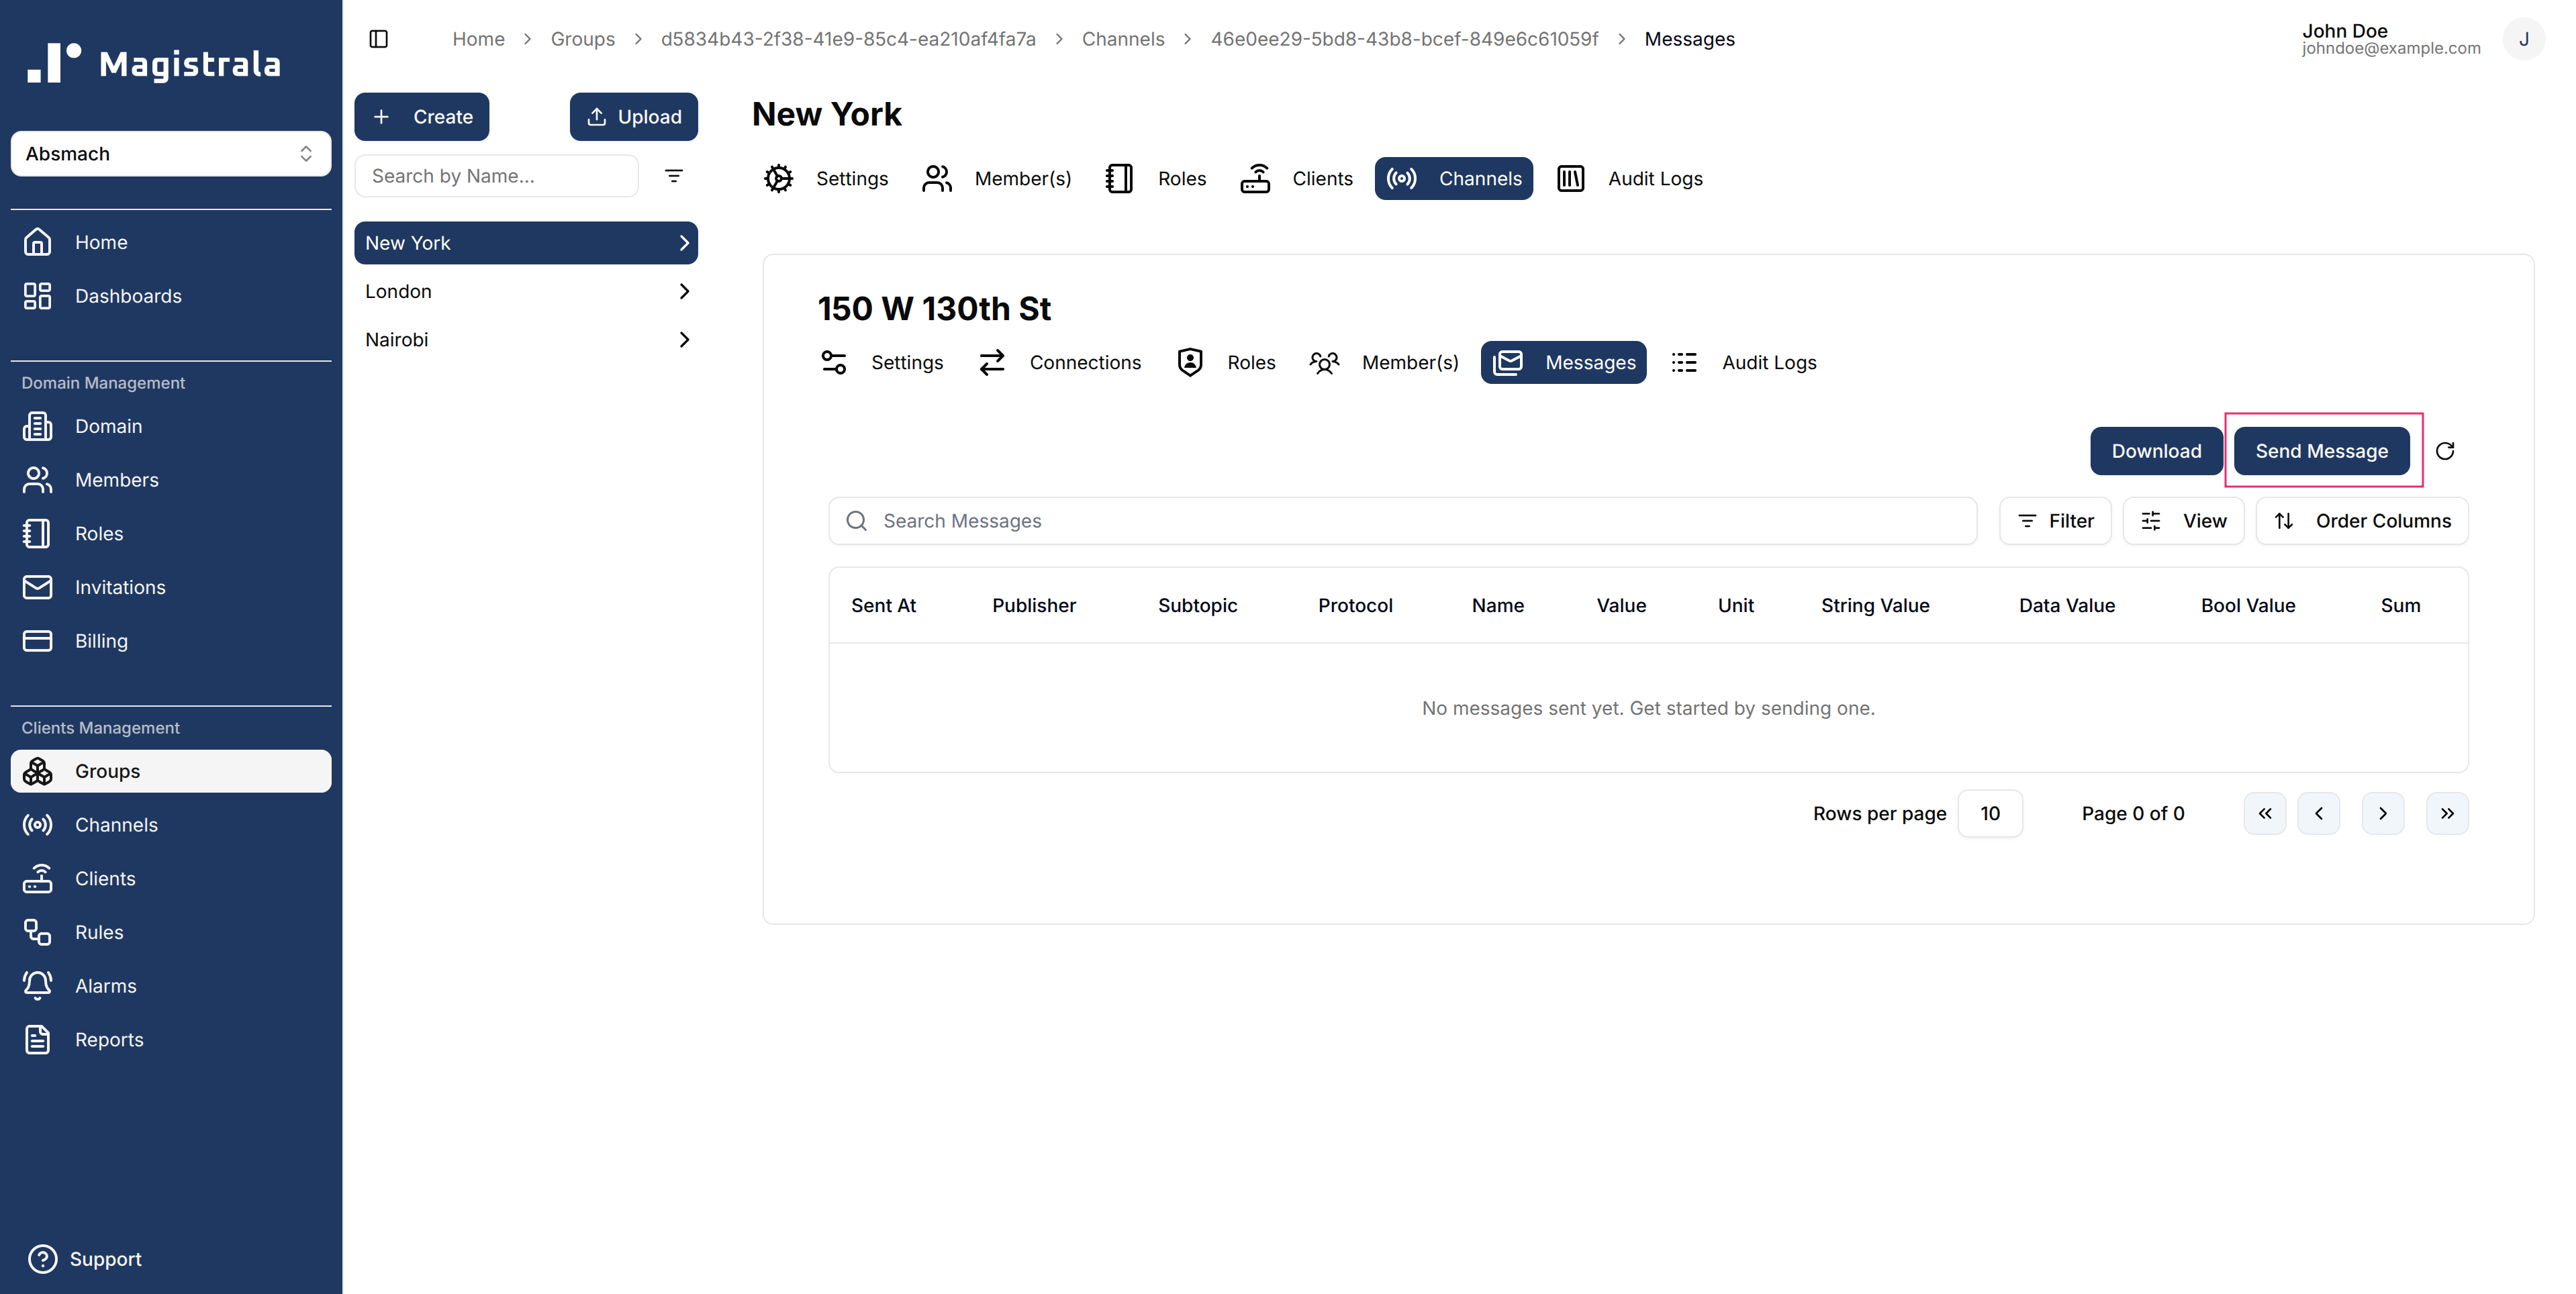 Magistrala
Absmach
Home
Dashboards
Domain Management
Domain
Members
Roles
Invitations
Billing
Clients Management
Groups
Channels
Clients
Rules
Alarms
Reports
Support
Home > Groups > d5834b43-2f38-41e9-85c4-ea210af4fa7a > Channels > 46e0ee29-5bd8-43b8-bcef-849e6c61059f > Messages
John Doe
johndoe@example.com
J
Create Upload
Search by Name...
New York
London
Nairobi
New York
Settings Member(s) Roles Clients Channels Audit Logs
150 W 130th St
Settings Connections Roles Member(s) Messages Audit Logs
Download Send Message
Search Messages Filter View Order Columns
Sent At Publisher Subtopic Protocol Name Value Unit String Value Data Value Bool Value Sum
No messages sent yet. Get started by sending one.
Rows per page 10 Page 0 of 0